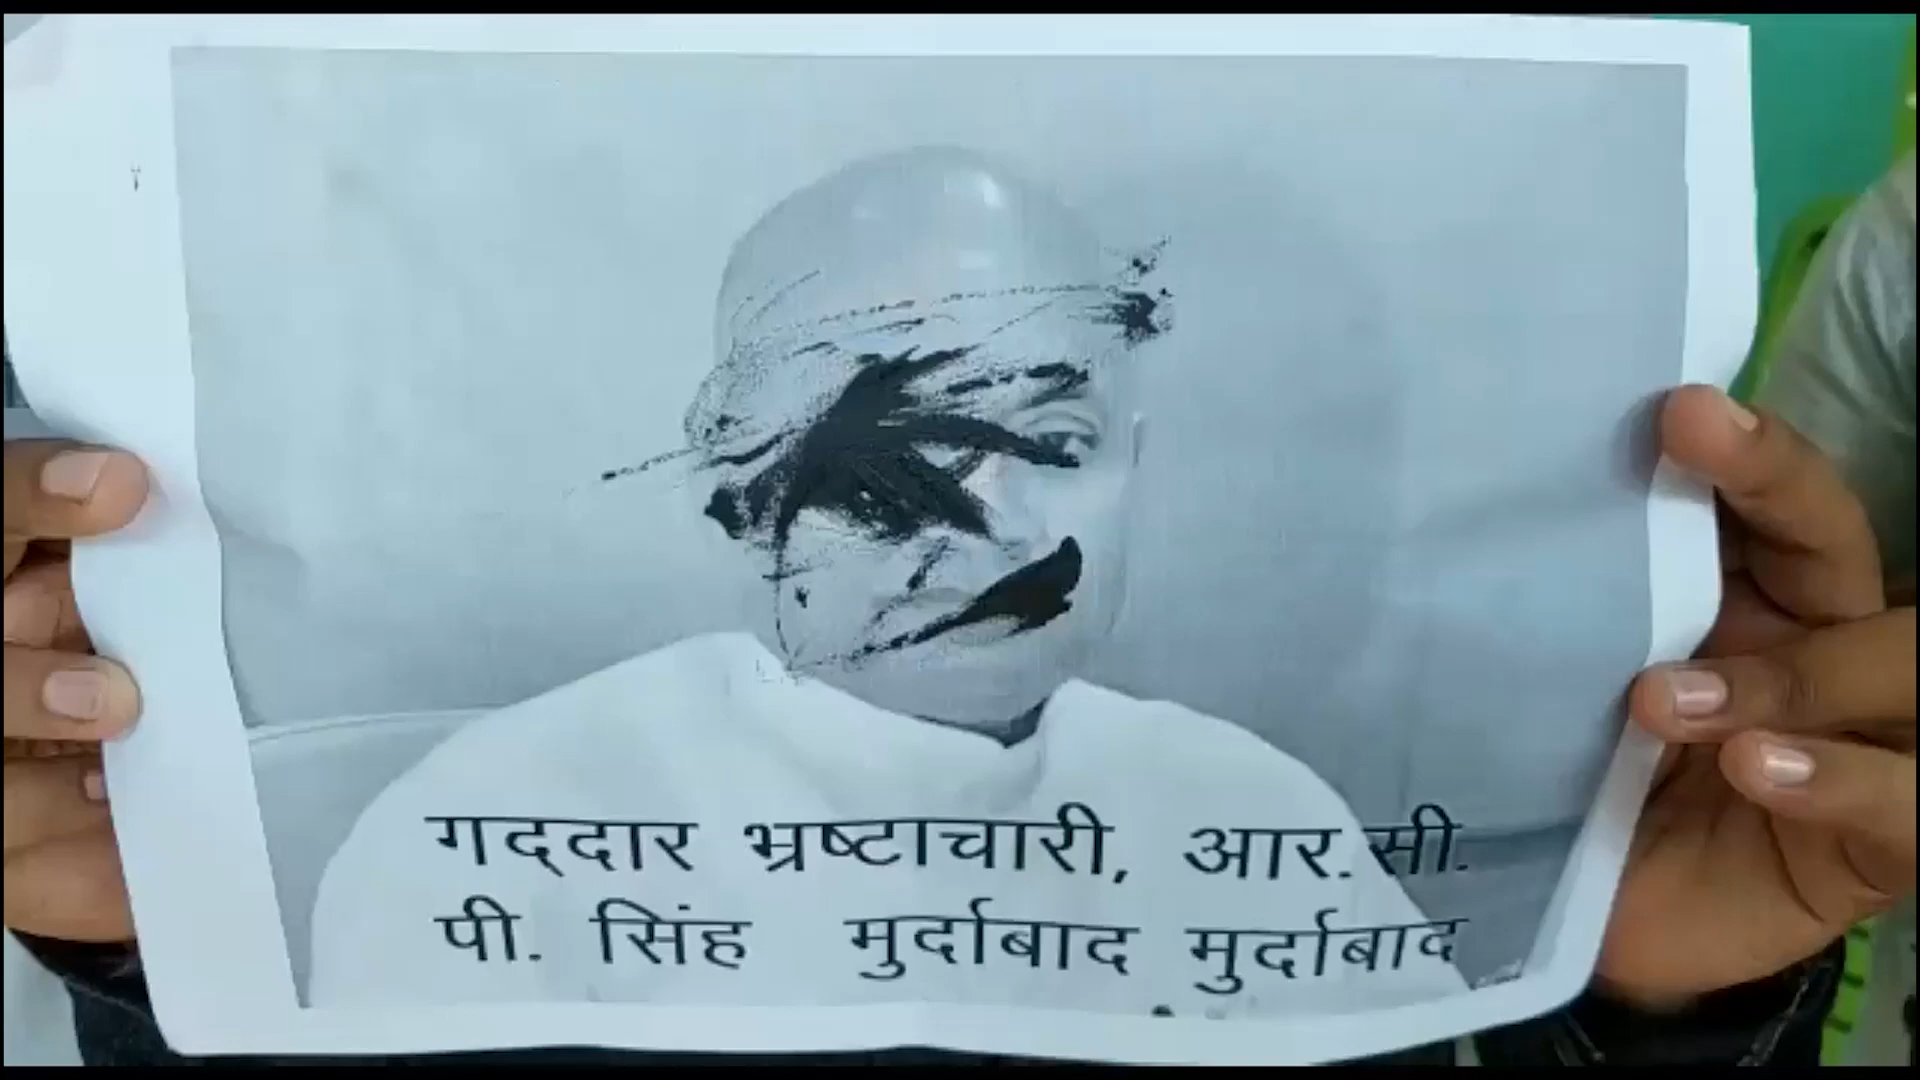 गद्दार भ्रष्टाचारी, आर.सी.
पी. सिंह मुर्दाबाद मुर्दाबाद